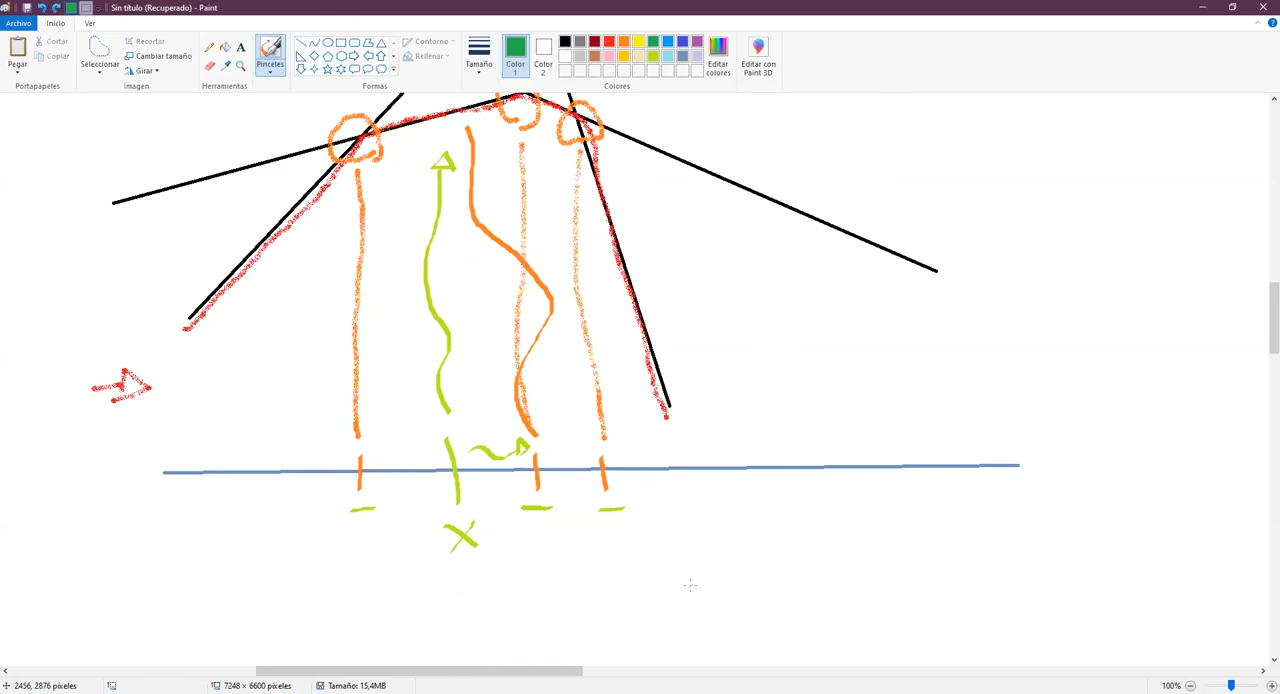 Sin título (Recuperado) - Paint
Archivo Inicio Ver
Pegar
Cortar
Copiar
Portapapeles
Seleccionar
Recortar
Cambiar tamaño
Girar
Imagen
A
Herramientas
Pinceles
Contorno
Rellenar
Formas
Tamaño
Color 1
Color 2
Editar colores
Colores
Editar con Paint 3D
X
2456, 2876 píxeles
7248 × 6600 píxeles
Tamaño: 15,4MB
100%